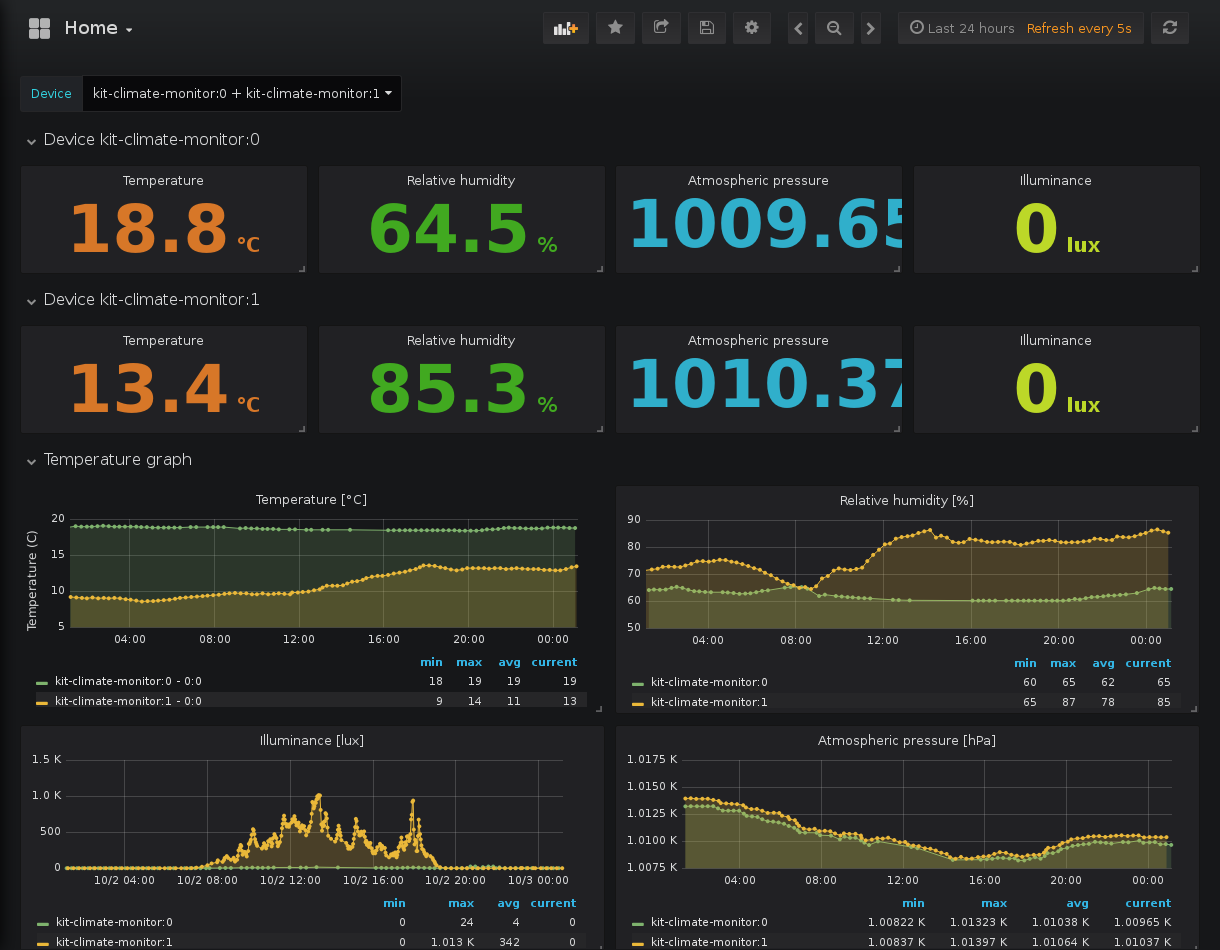 Home
Last 24 hours Refresh every 5s
Device kit-climate-monitor:0 + kit-climate-monitor:1
Device kit-climate-monitor:0
Temperature Relative humidity Atmospheric pressure Illuminance
18.8 °C 64.5 % 1009.65 0 lux
Device kit-climate-monitor:1
Temperature Relative humidity Atmospheric pressure Illuminance
13.4 °C 85.3 % 1010.37 0 lux
Temperature graph
Temperature [°C]
Temperature (C)
20
15
10
5
04:00 08:00 12:00 16:00 20:00 00:00
min max avg current
kit-climate-monitor:0 - 0:0 18 19 19 19
kit-climate-monitor:1 - 0:0 9 14 11 13
Relative humidity [%]
90
80
70
60
50
04:00 08:00 12:00 16:00 20:00 00:00
min max avg current
kit-climate-monitor:0 60 65 62 65
kit-climate-monitor:1 65 87 78 85
Illuminance [lux]
1.5 K
1.0 K
500
0
10/2 04:00 10/2 08:00 10/2 12:00 10/2 16:00 10/2 20:00 10/3 00:00
min max avg current
kit-climate-monitor:0 0 24 4 0
kit-climate-monitor:1 0 1.013 K 342 0
Atmospheric pressure [hPa]
1.0175 K
1.0150 K
1.0125 K
1.0100 K
1.0075 K
04:00 08:00 12:00 16:00 20:00 00:00
min max avg current
kit-climate-monitor:0 1.00822 K 1.01323 K 1.01038 K 1.00965 K
kit-climate-monitor:1 1.00837 K 1.01397 K 1.01064 K 1.01037 K